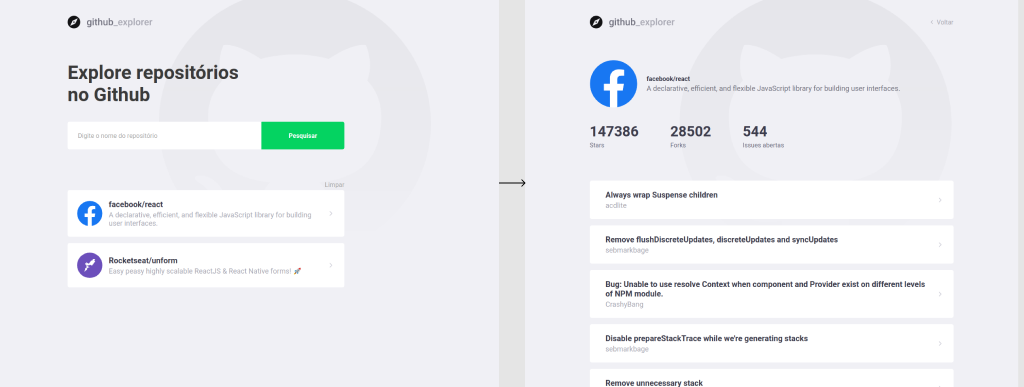 github_explorer
Explore repositórios
no Github
Digite o nome do repositório
Pesquisar
Limpar
facebook/react
A declarative, efficient, and flexible JavaScript library for building
user interfaces.
Rocketseat/unform
Easy peasy highly scalable ReactJS & React Native forms! 🚀
github_explorer
Voltar
facebook/react
A declarative, efficient, and flexible JavaScript library for building user interfaces.
147386
Stars
28502
Forks
544
Issues abertas
Always wrap Suspense children
acdlite
Remove flushDiscreteUpdates, discreteUpdates and syncUpdates
sebmarkbage
Bug: Unable to use resolve Context when component and Provider exist on different levels
of NPM module.
CrashyBang
Disable prepareStackTrace while we're generating stacks
sebmarkbage
Remove unnecessary stack